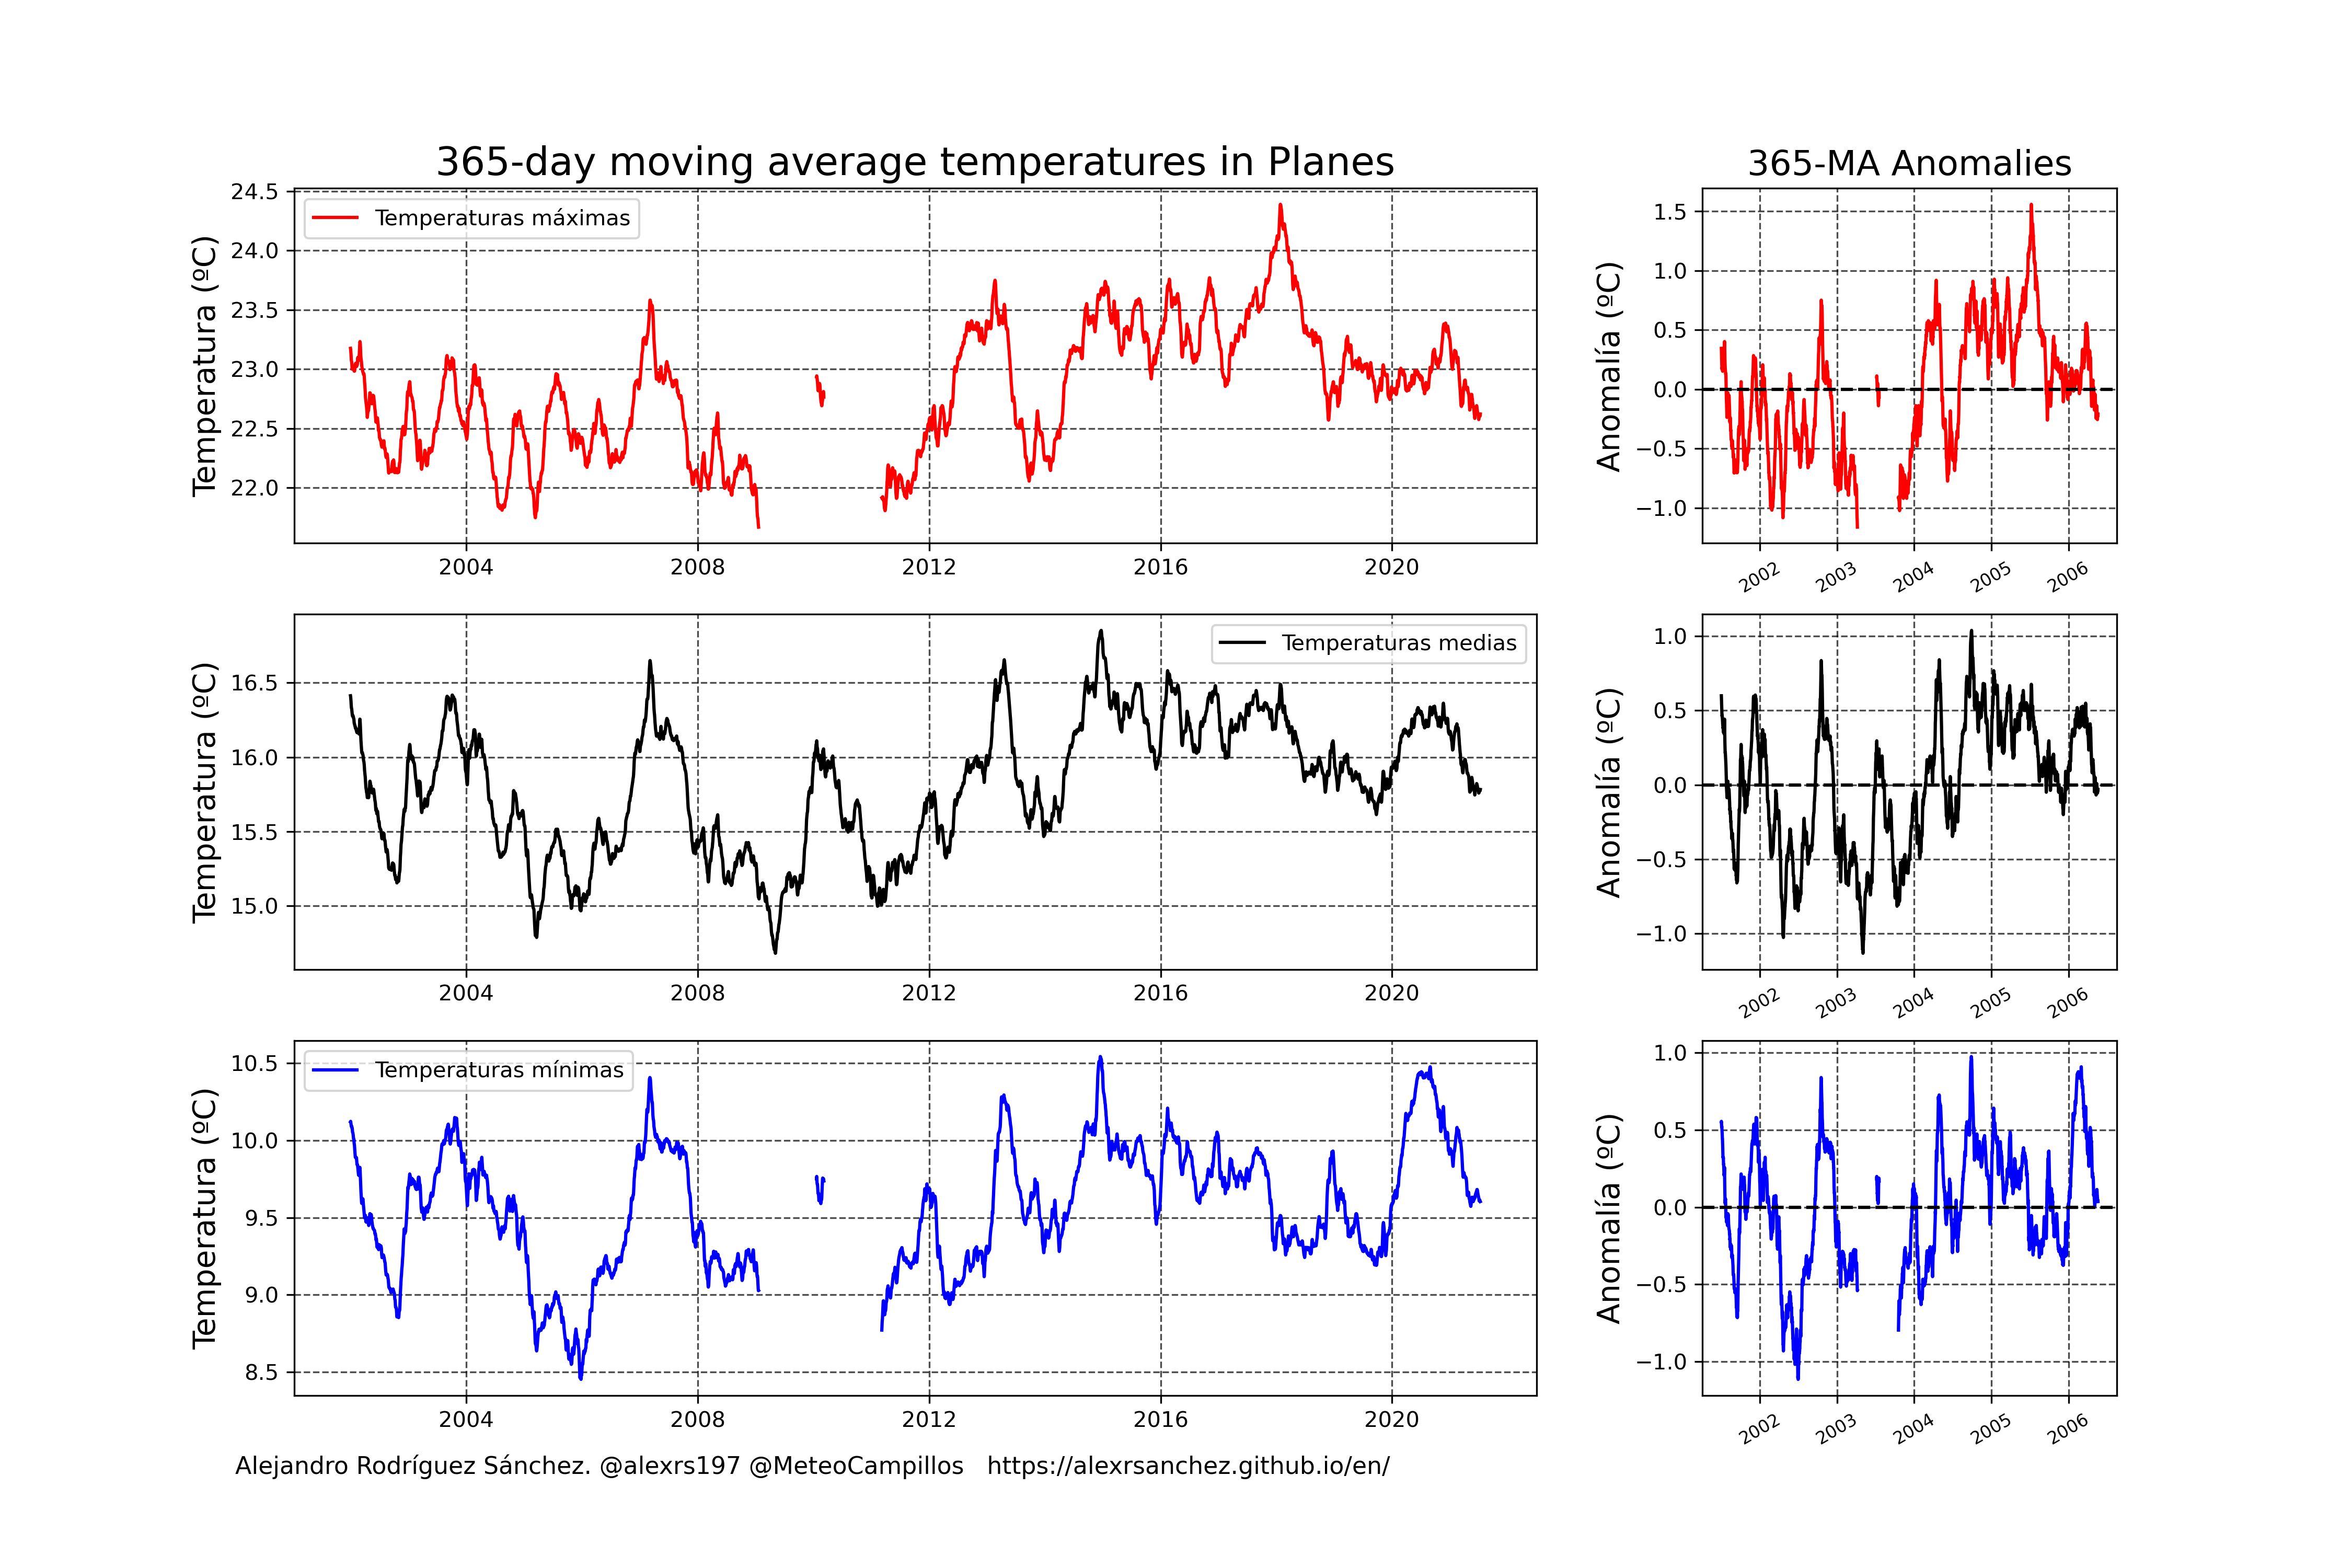 365-day moving average temperatures in Planes
365-MA Anomalies
Temperatura (ºC)
24.5
24.0
23.5
23.0
22.5
22.0
Temperaturas máximas
2004 2008 2012 2016 2020
Anomalía (ºC)
1.5
1.0
0.5
0.0
−0.5
−1.0
2002 2003 2004 2005 2006
Temperatura (ºC)
16.5
16.0
15.5
15.0
Temperaturas medias
2004 2008 2012 2016 2020
Anomalía (ºC)
1.0
0.5
0.0
−0.5
−1.0
2002 2003 2004 2005 2006
Temperatura (ºC)
10.5
10.0
9.5
9.0
8.5
Temperaturas mínimas
2004 2008 2012 2016 2020
Anomalía (ºC)
1.0
0.5
0.0
−0.5
−1.0
2002 2003 2004 2005 2006
Alejandro Rodríguez Sánchez. @alexrs197 @MeteoCampillos https://alexrsanchez.github.io/en/